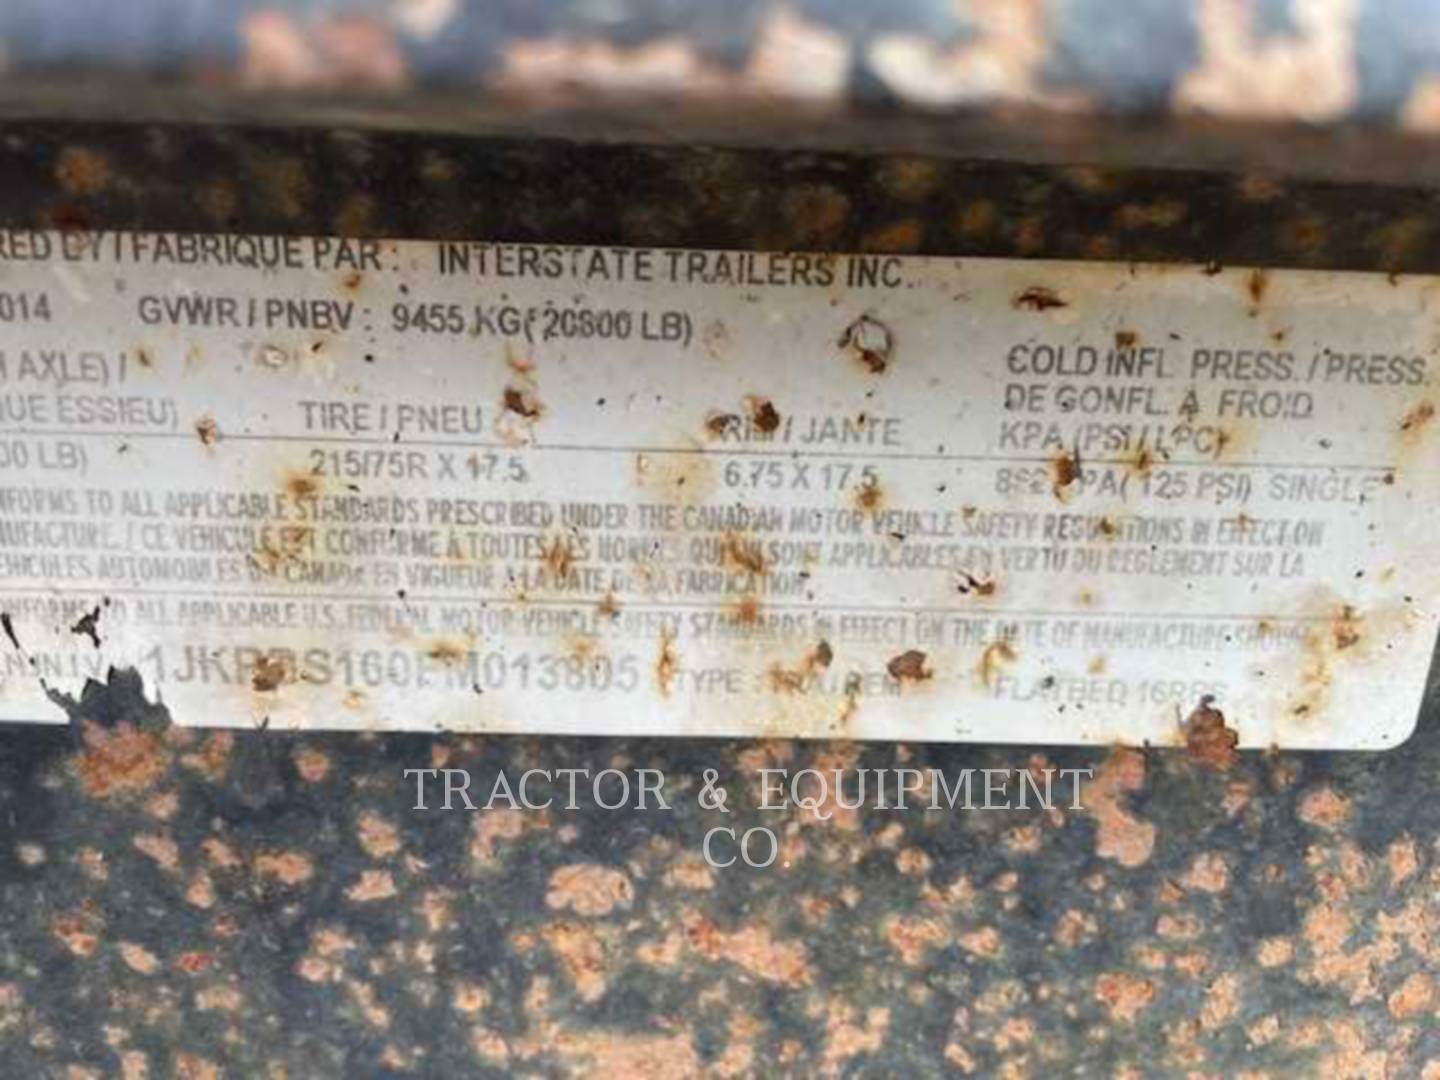 RED BY / FABRIQUE PAR : INTERSTATE TRAILERS INC.
014 GVWR / PNBV : 9455 KG( 20800 LB)
AXLE) / COLD INFL. PRESS. / PRESS.
QUE ESSIEU) TIRE / PNEU RIM / JANTE DE GONFL. A FROID
KPA (PSI / LPC)
00 LB) 215/75R X 17.5 6.75 X 17.5 (125 PSI) SINGLE
NFORMS TO ALL APPLICABLE STANDARDS PRESCRIBED UNDER THE CANADIAN MOTOR VEHICLE SAFETY REGULATIONS IN EFFECT ON
NUFACTURE. / CE VEHICULE EST CONFORME A TOUTES LES NORMES QUI LUI SONT APPLICABLES EN VERTU DU REGLEMENT SUR LA
EHICULES AUTOMOBILES DU CANADA EN VIGUEUR A LA DATE DE SA FABRICATION.
ONFORMS TO ALL APPLICABLE U.S. FEDERAL MOTOR VEHICLE SAFETY STANDARDS IN EFFECT ON THE DATE OF MANUFACTURE SHOWN
TYPE : FLATBED
TRACTOR & EQUIPMENT
CO.